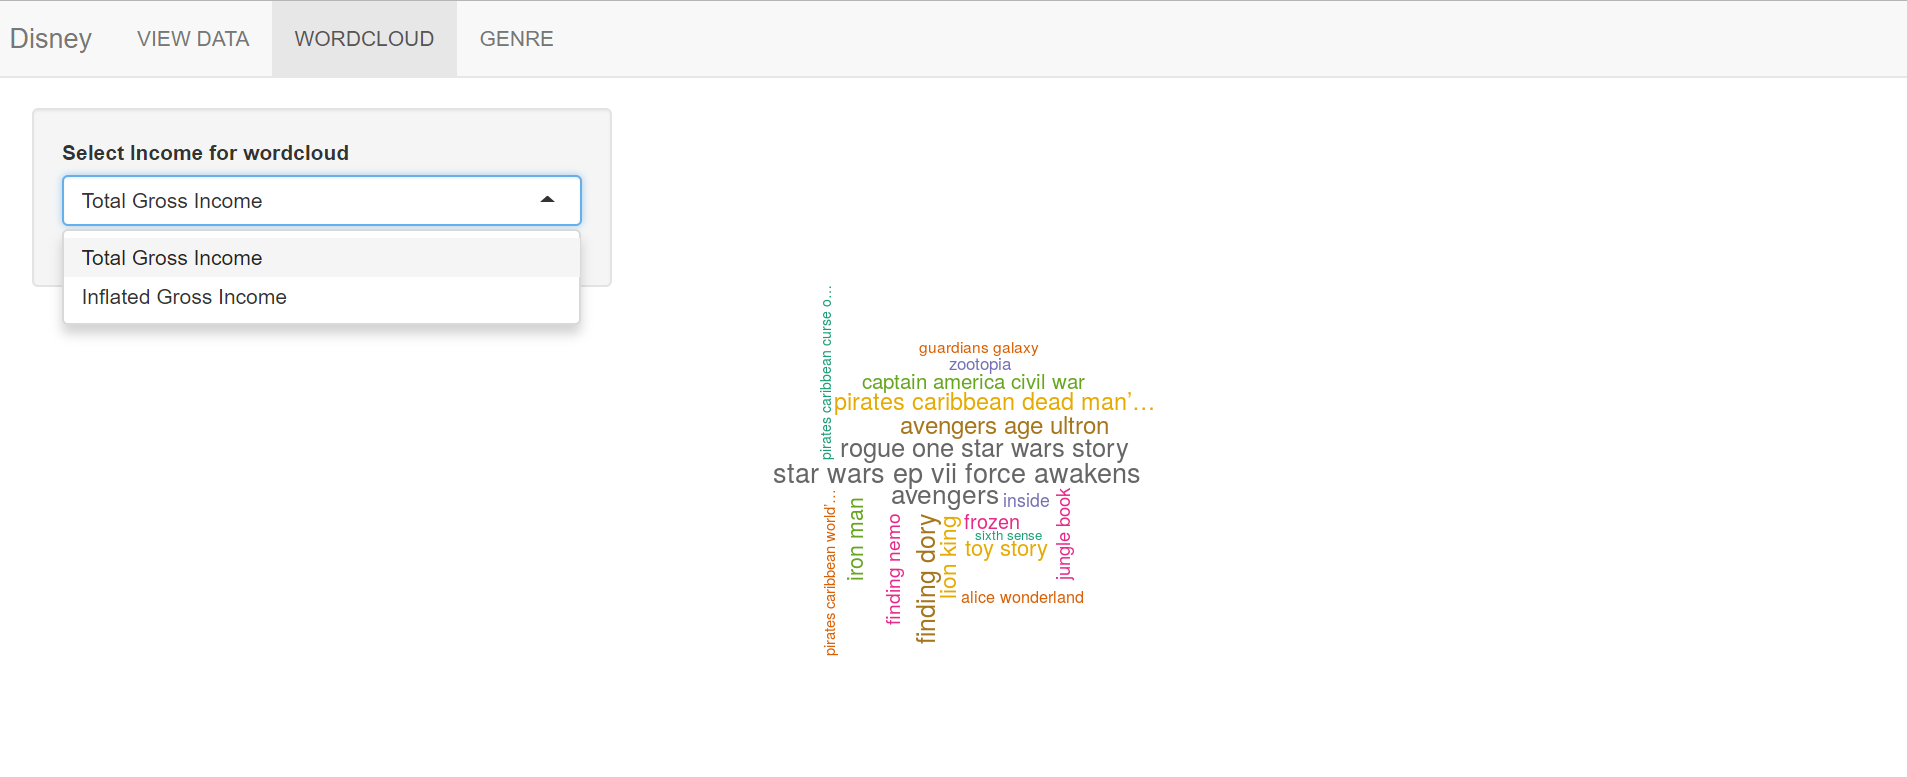 Disney VIEW DATA WORDCLOUD GENRE
Select Income for wordcloud
Total Gross Income
Total Gross Income
Inflated Gross Income
pirates caribbean curse o…
guardians galaxy
zootopia
captain america civil war
pirates caribbean dead man’…
avengers age ultron
rogue one star wars story
star wars ep vii force awakens
avengers
inside
pirates caribbean world’…
iron man
finding nemo
finding dory
lion king
frozen
sixth sense
toy story
jungle book
alice wonderland